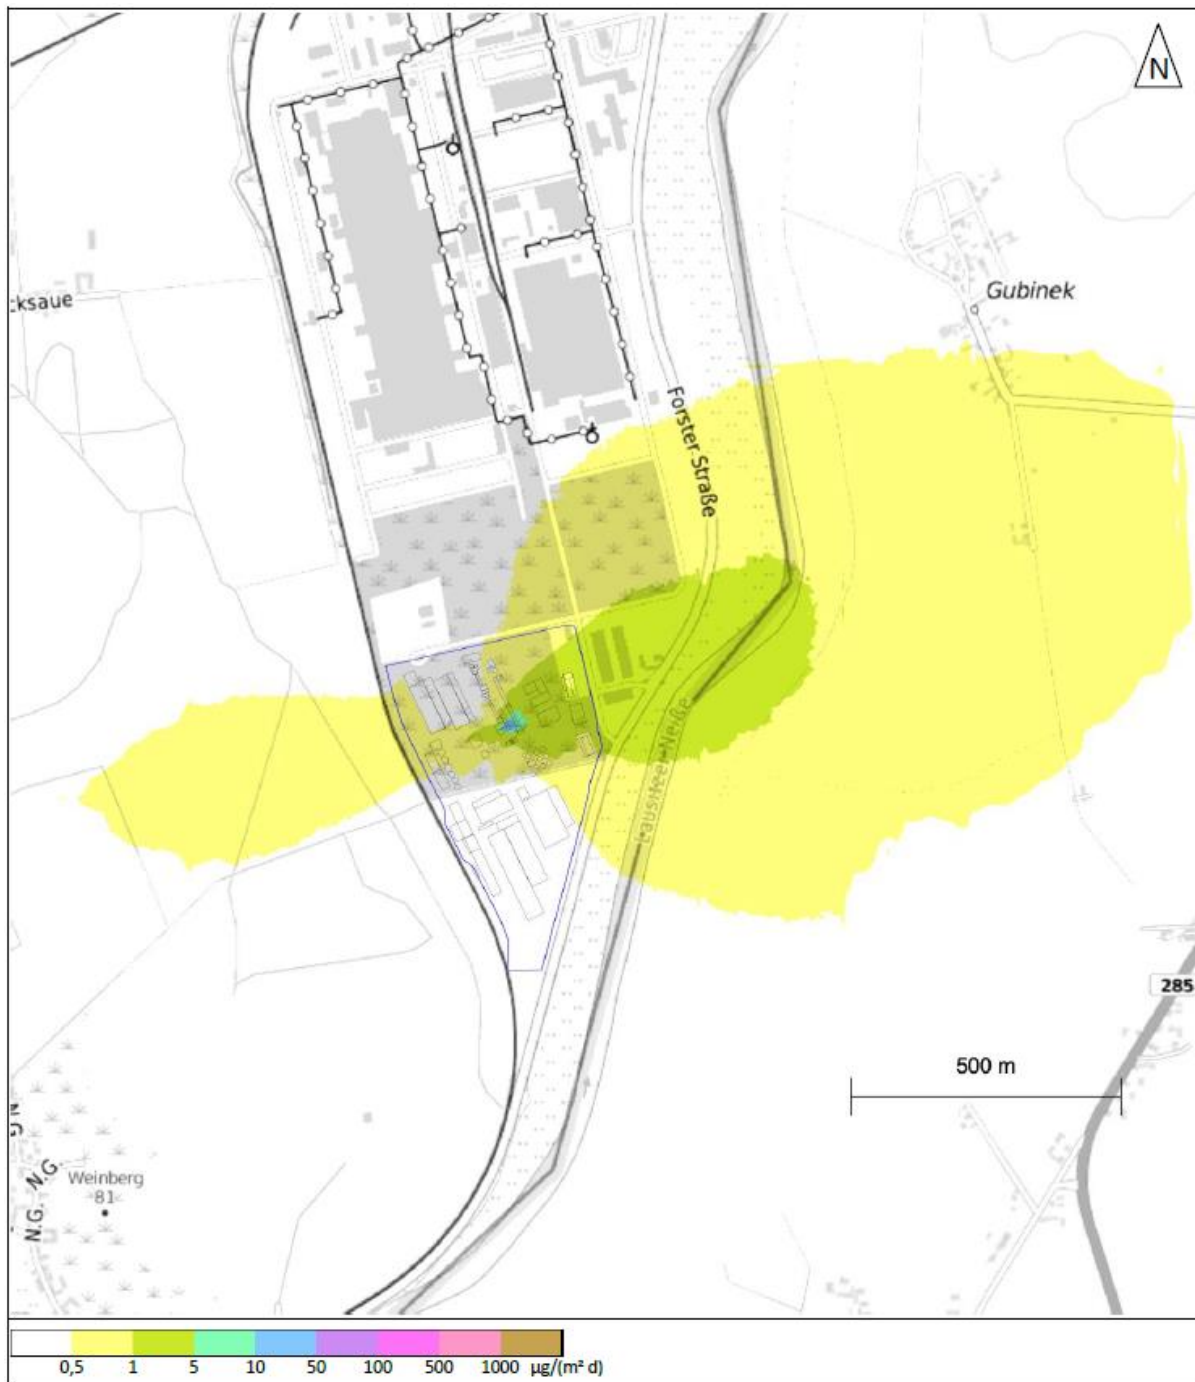 N
cksaue
Gubinek
Forster Straße
Lausitzer Neiße
285
500 m
Weinberg
81
N.G.
N.G.
0,5 1 5 10 50 100 500 1000 µg/(m² d)